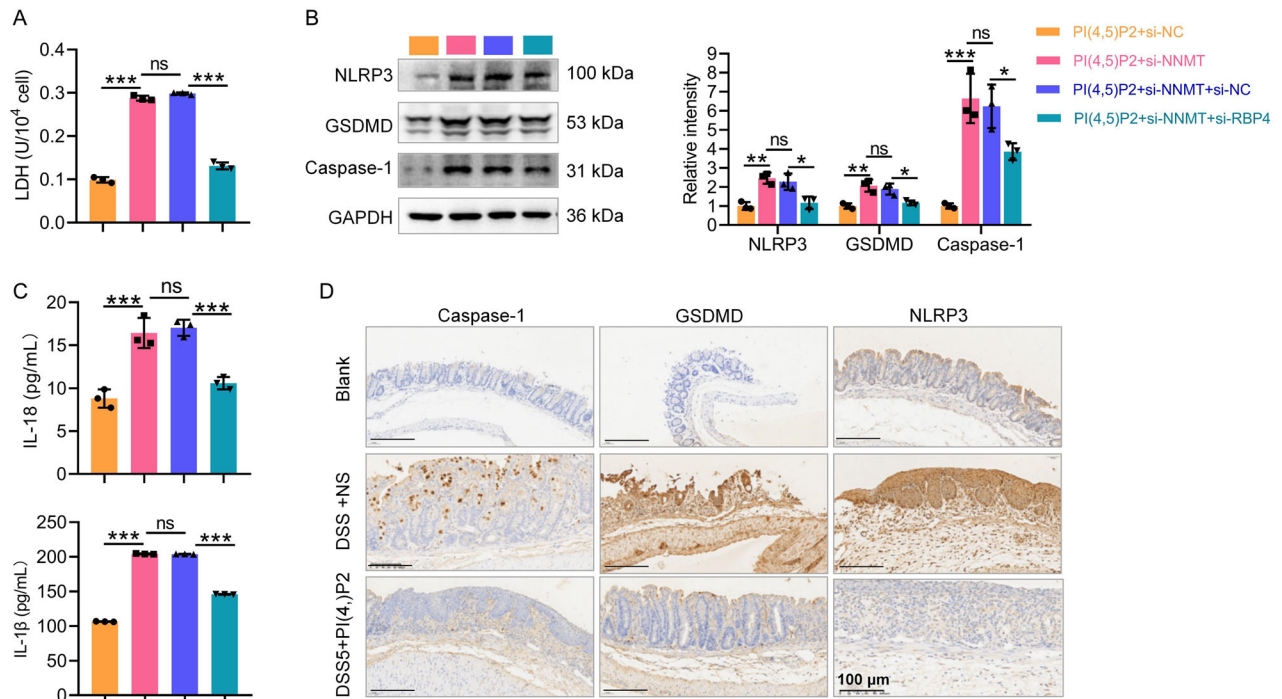 A
LDH (U/10⁴ cell)
0.4
0.3
0.2
0.1
0.0
***
ns
***
B
NLRP3
100 kDa
GSDMD
53 kDa
Caspase-1
31 kDa
GAPDH
36 kDa
Relative intensity
9
8
7
6
5
4
3
2
1
0
**
ns
*
**
ns
*
***
ns
*
NLRP3
GSDMD
Caspase-1
PI(4,5)P2+si-NC
PI(4,5)P2+si-NNMT
PI(4,5)P2+si-NNMT+si-NC
PI(4,5)P2+si-NNMT+si-RBP4
C
IL-18 (pg/mL)
20
15
10
5
0
***
ns
***
IL-1β (pg/mL)
250
200
150
100
50
0
***
ns
***
D
Caspase-1
GSDMD
NLRP3
Blank
DSS +NS
DSS5+PI(4,)P2
100 μm